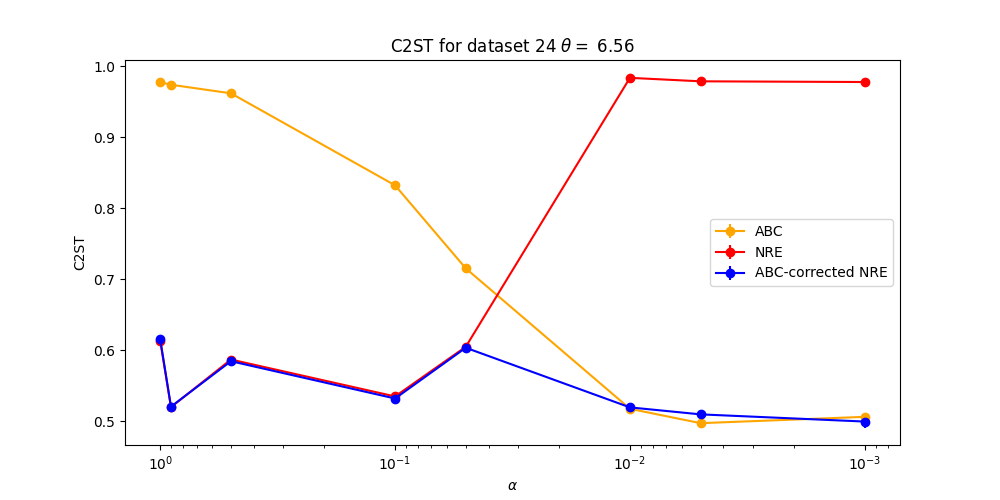 C2ST for dataset 24 θ = 6.56
1.0
0.9
0.8
0.7
0.6
0.5
C2ST
ABC
NRE
ABC-corrected NRE
10⁰
10⁻¹
10⁻²
10⁻³
α